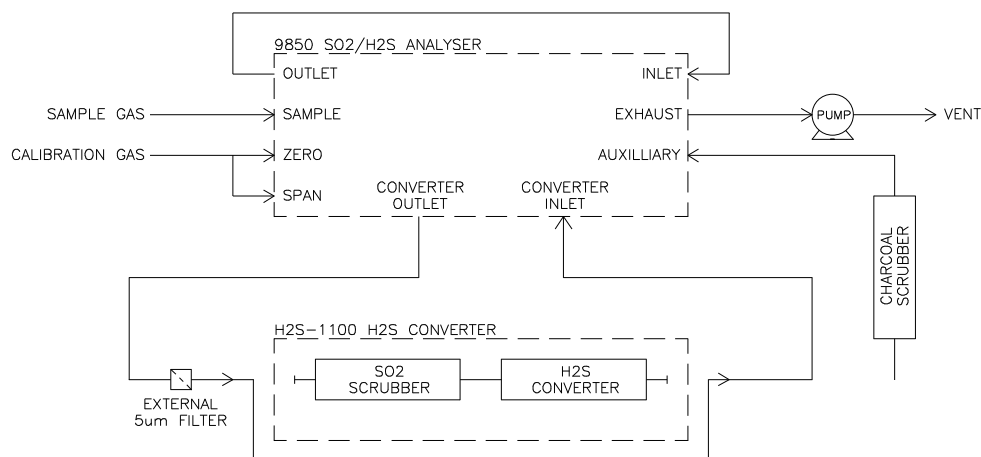 9850 SO2/H2S ANALYSER
OUTLET
INLET
SAMPLE GAS
SAMPLE
EXHAUST
PUMP
VENT
CALIBRATION GAS
ZERO
AUXILLIARY
SPAN
CONVERTER
OUTLET
CONVERTER
INLET
CHARCOAL
SCRUBBER
H2S-1100 H2S CONVERTER
SO2
SCRUBBER
H2S
CONVERTER
EXTERNAL
5um FILTER